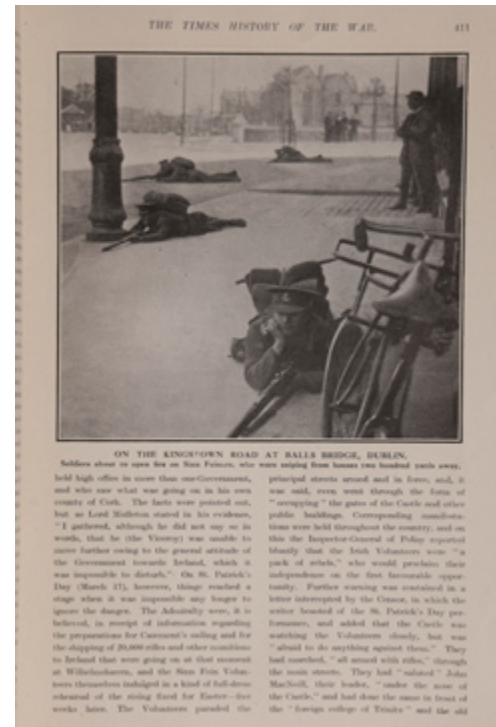 THE TIMES HISTORY OF THE WAR.
411
ON THE KINGSTOWN ROAD AT BALLS BRIDGE, DUBLIN.
Soldiers about to open fire on Sinn Feiners, who were sniping from houses two hundred yards away.
held high office in more than one Government,
and who saw what was going on in his own
county of Cork. The facts were pointed out,
but as Lord Midleton stated in his evidence,
"I gathered, although he did not say so in
words, that he (the Viceroy) was unable to
move further owing to the general attitude of
the Government towards Ireland, which it
was impossible to disturb." On St. Patrick's
Day (March 17), however, things reached a
stage when it was impossible any longer to
ignore the danger. The Admiralty were, it is
believed, in receipt of information regarding
the preparations for Casement's sailing and for
the shipping of 20,000 rifles and other munitions
to Ireland that were going on at that moment
at Wilhelmshaven, and the Sinn Fein Volun-
teers themselves indulged in a kind of full-dress
rehearsal of the rising fixed for Easter—five
weeks later. The Volunteers paraded the
principal streets around and in force, and, it
was said, even went through the form of
"occupying" the gates of the Castle and other
public buildings. Corresponding manifesta-
tions were held throughout the country, and on
this the Inspector-General of Police reported
bluntly that the Irish Volunteers were "a
pack of rebels," who would proclaim their
independence on the first favourable oppor-
tunity. Further warning was contained in a
letter intercepted by the Censor, in which the
writer boasted of the St. Patrick's Day per-
formance, and added that the Castle was
watching the Volunteers closely, but was
"afraid to do anything against them." They
had marched, "all armed with rifles," through
the main streets. They had "saluted" John
MacNeill, their leader, "under the nose of
the Castle," and had done the same in front of
the "foreign college of Trinity" and the old